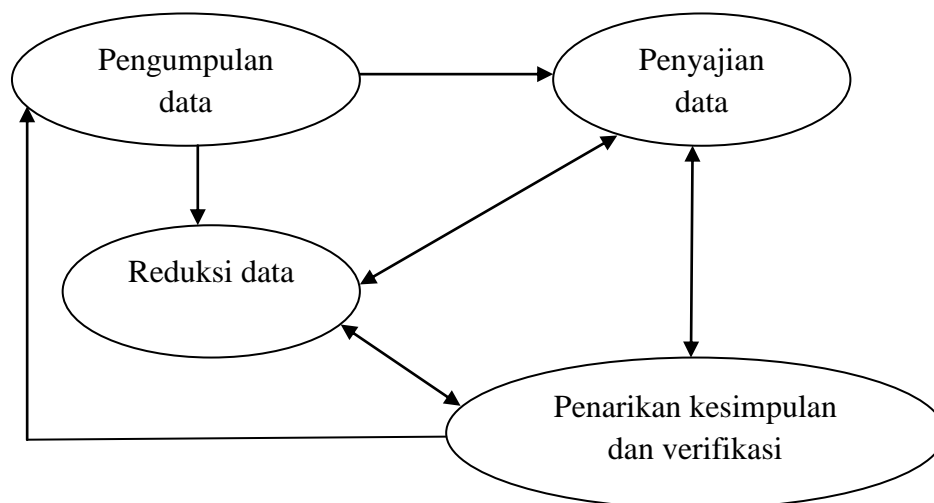 Pengumpulan
data
Penyajian
data
Reduksi data
Penarikan kesimpulan
dan verifikasi